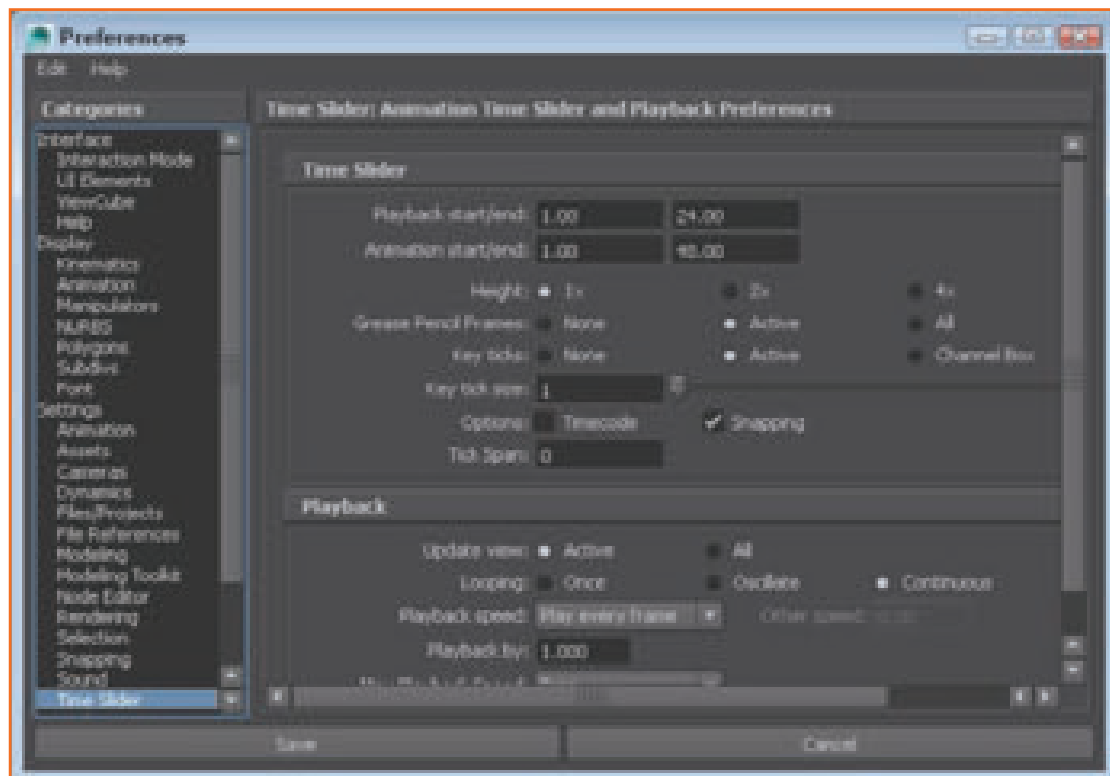 Preferences
Edit Help
Categories
Interface
Interaction Mode
UI Elements
ViewCube
Help
Display
Kinematics
Animation
Manipulators
NURBS
Polygons
Subdivs
Font
Settings
Animation
Assets
Cameras
Dynamics
Files/Projects
File References
Modeling
Modeling Toolkit
Node Editor
Rendering
Selection
Snapping
Sound
Time Slider
Time Slider: Animation Time Slider and Playback Preferences
Time Slider
Playback start/end: 1.00 24.00
Animation start/end: 1.00 48.00
Height: 1x 2x 4x
Grease Pencil Frames: None Active All
Key ticks: None Active Channel Box
Key tick size: 1
Options: Timecode Snapping
Tick Span: 0
Playback
Update view: Active All
Looping: Once Oscillate Continuous
Playback speed: Play every frame Other speed:
Playback by: 1.000
Save Cancel